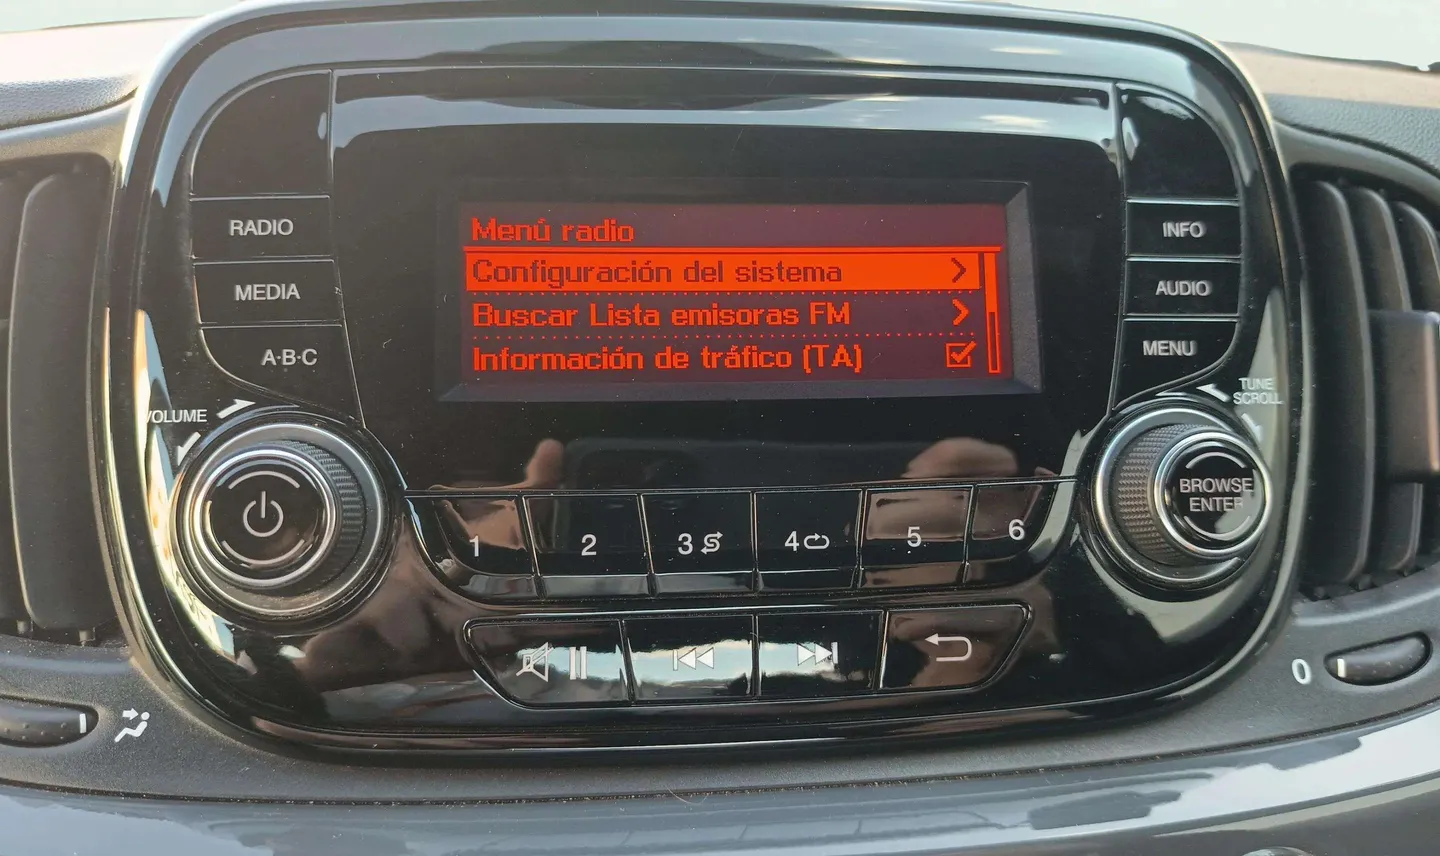 RADIO
MEDIA
A·B·C
VOLUME
Menú radio
Configuración del sistema
Buscar Lista emisoras FM
Información de tráfico (TA)
INFO
AUDIO
MENU
TUNE
SCROLL
BROWSE
ENTER
1
2
3
4
5
6
0